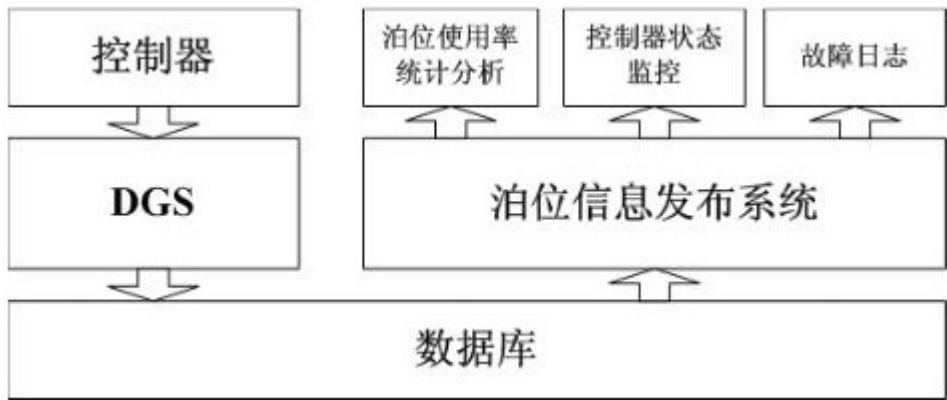 控制器
泊位使用率
统计分析
控制器状态
监控
故障日志
DGS
泊位信息发布系统
数据库